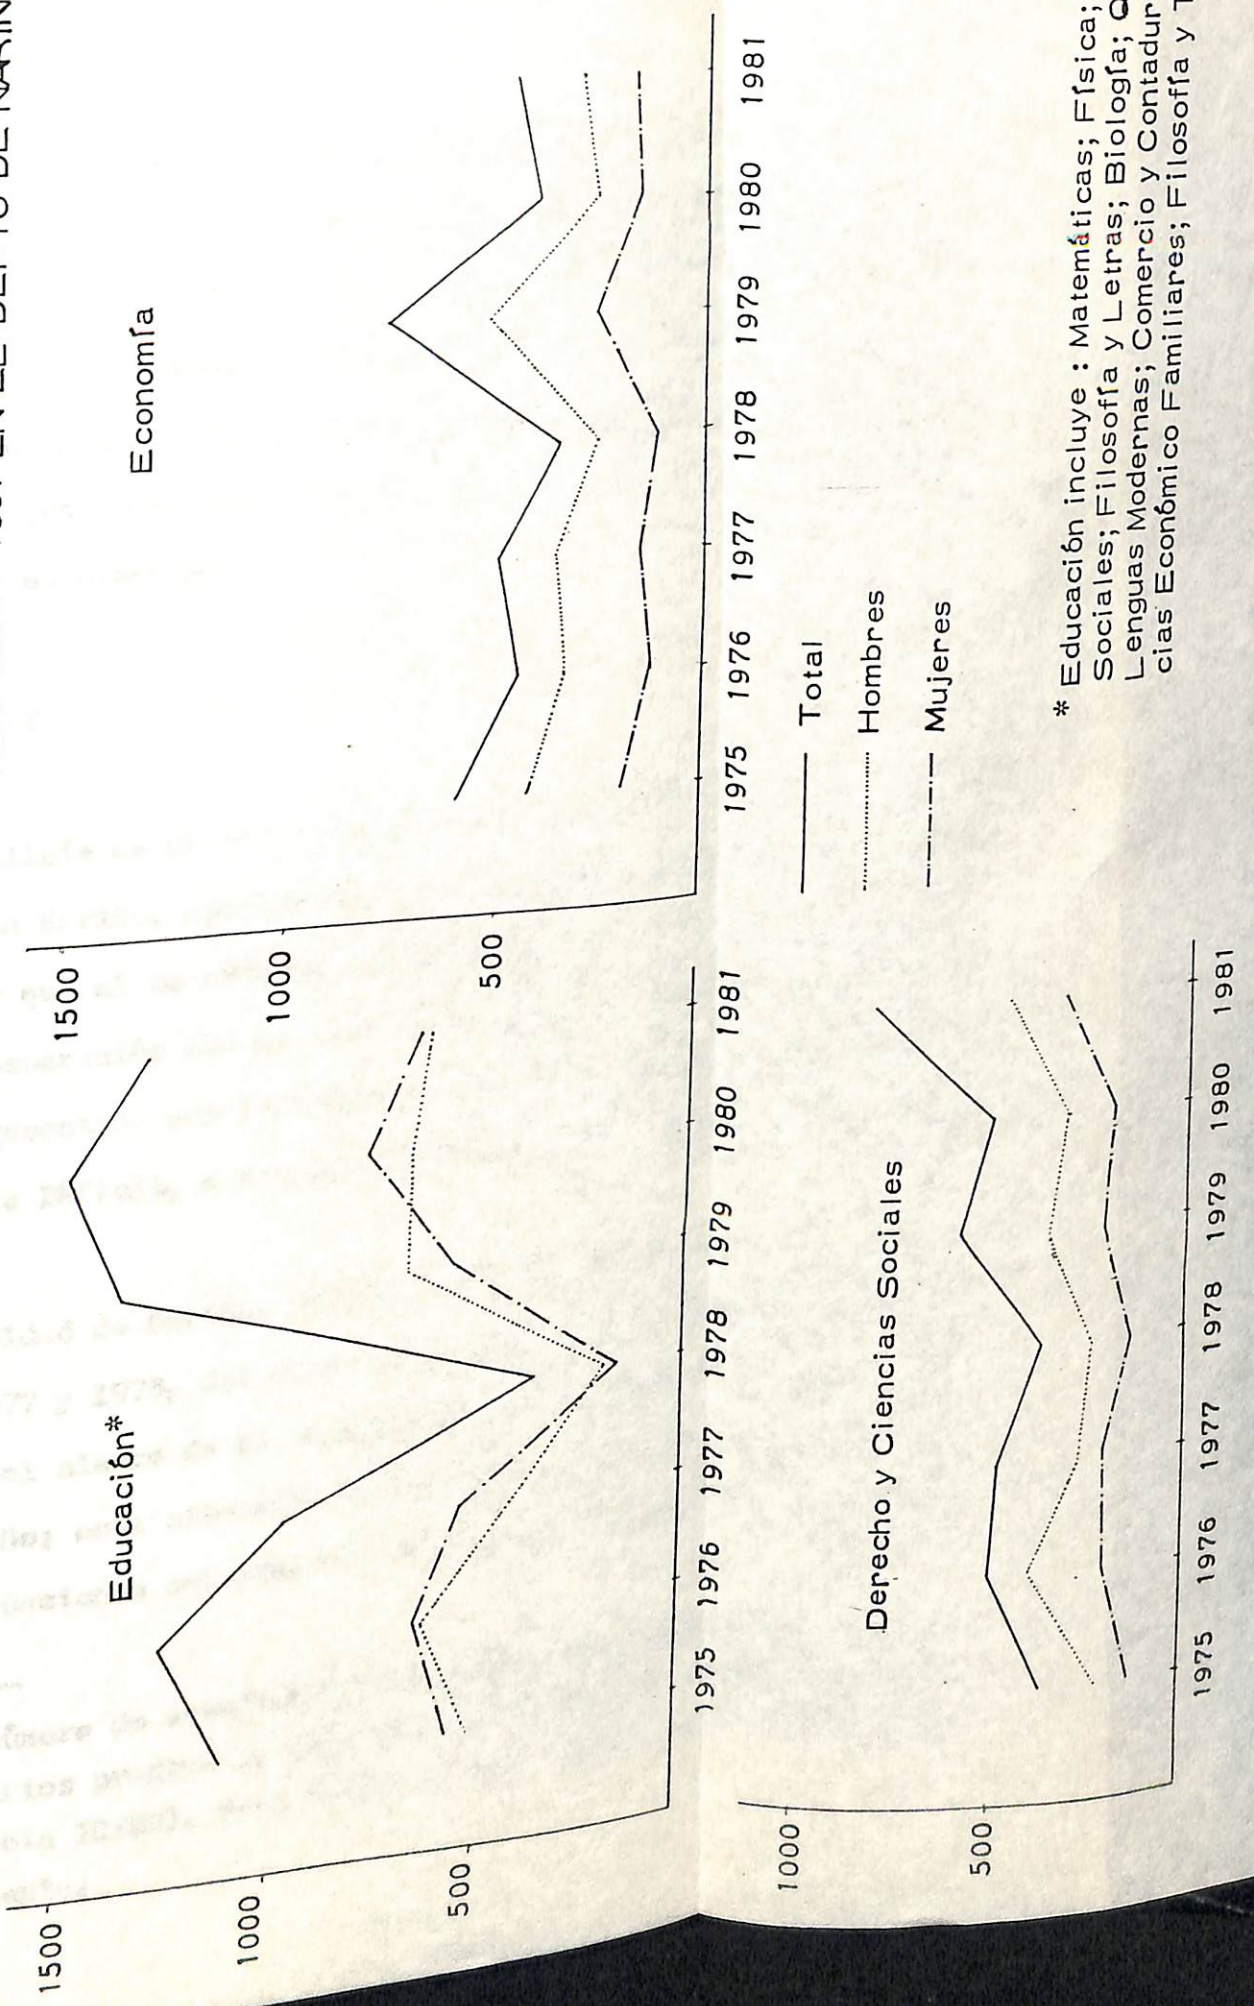 EN EL DEPTO DE
Educación*
1500
1000
500
1975 1976 1977 1978 1979 1980 1981
Economía
1500
1000
500
1975 1976 1977 1978 1979 1980 1981
Derecho y Ciencias Sociales
1000
500
1975 1976 1977 1978 1979 1980 1981
Total
Hombres
Mujeres
* Educación incluye : Matemáticas; Física;
Sociales; Filosofía y Letras; Biología;
Lenguas Modernas; Comercio y Contadur
cias Económico Familiares; Filosofía y